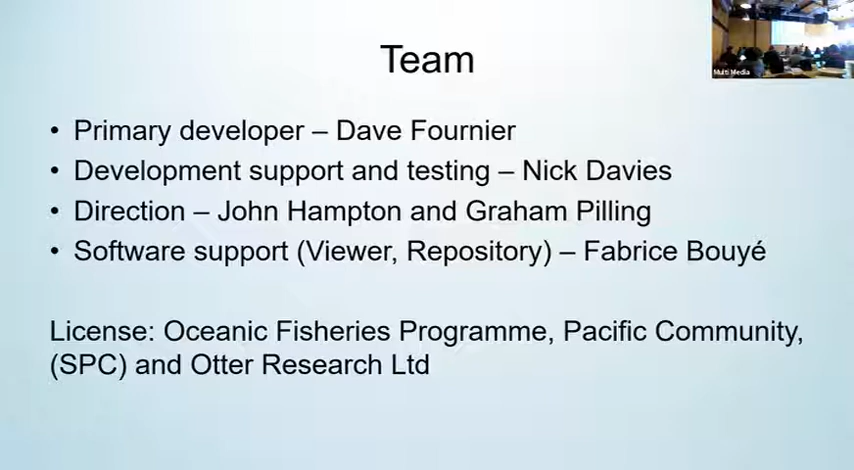 Team
Multi Media
• Primary developer – Dave Fournier
• Development support and testing – Nick Davies
• Direction – John Hampton and Graham Pilling
• Software support (Viewer, Repository) – Fabrice Bouyé
License: Oceanic Fisheries Programme, Pacific Community,
(SPC) and Otter Research Ltd